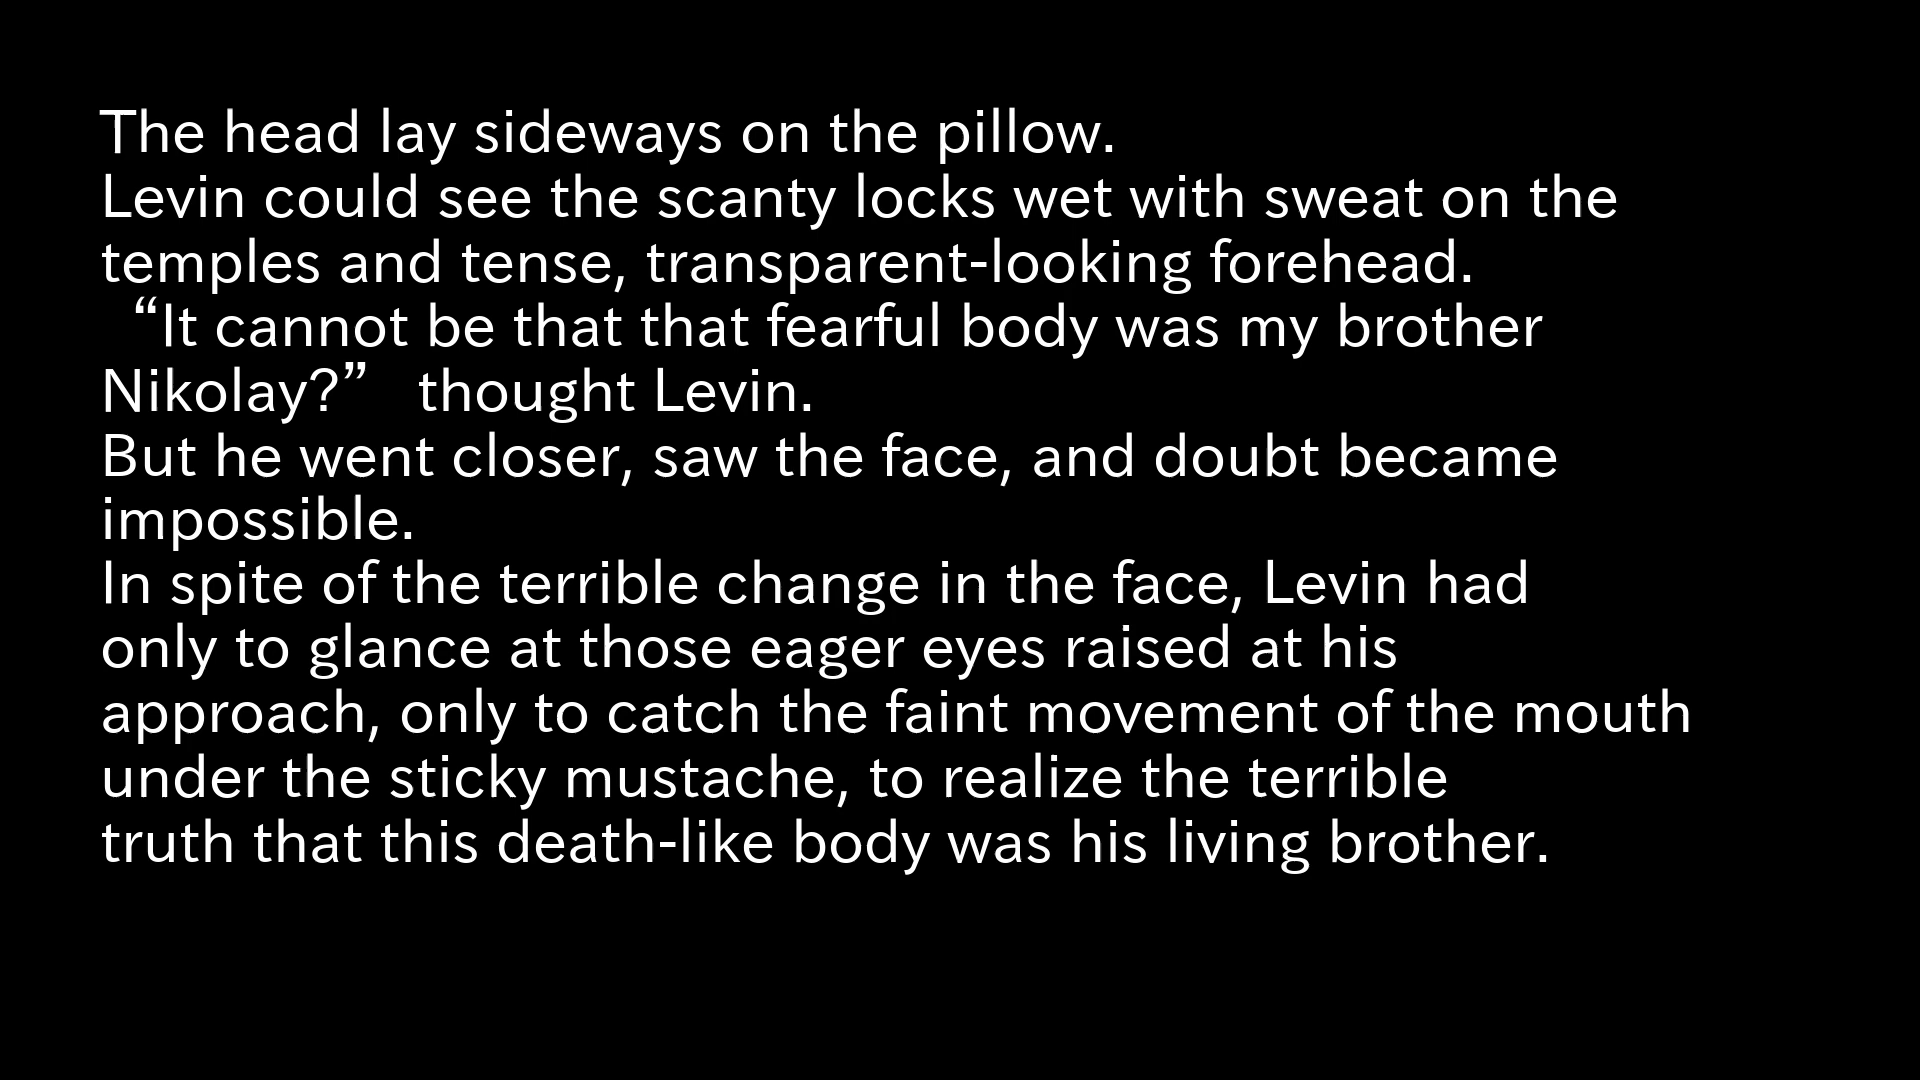 The head lay sideways on the pillow.
Levin could see the scanty locks wet with sweat on the
temples and tense, transparent-looking forehead.
“It cannot be that that fearful body was my brother
Nikolay?” thought Levin.
But he went closer, saw the face, and doubt became
impossible.
In spite of the terrible change in the face, Levin had
only to glance at those eager eyes raised at his
approach, only to catch the faint movement of the mouth
under the sticky mustache, to realize the terrible
truth that this death-like body was his living brother.